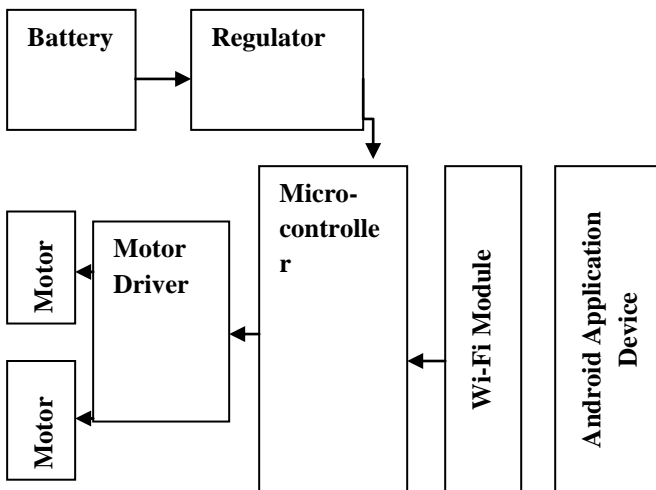 Battery
Regulator
Micro-
controlle
r
Motor
Driver
Motor
Motor
Wi-Fi Module
Android Application
Device